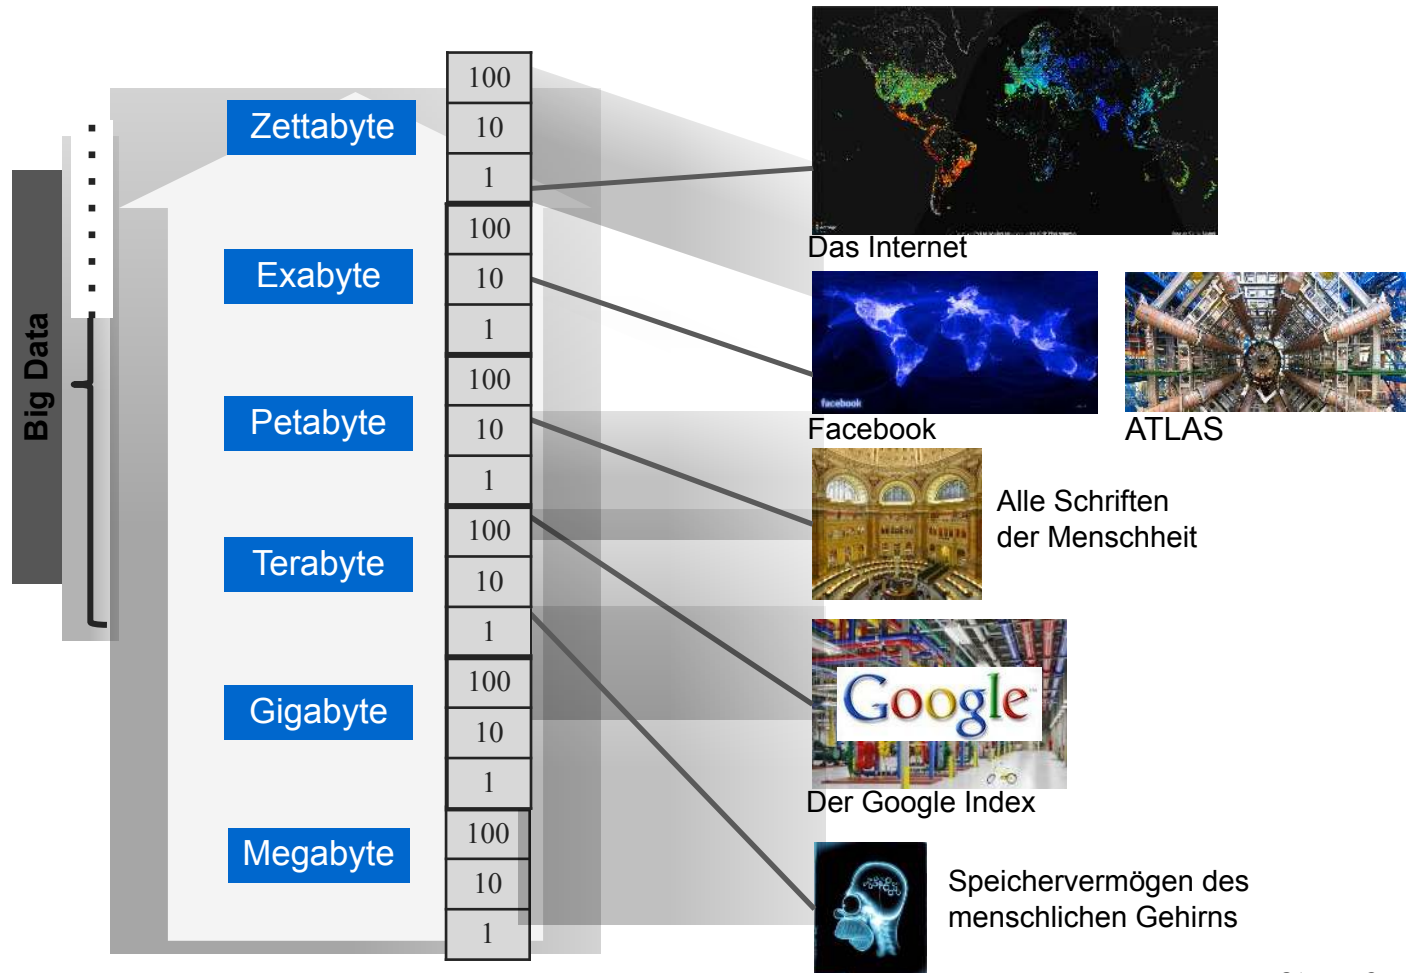 Big Data
Zettabyte
100
10
1
Exabyte
100
10
1
Petabyte
100
10
1
Terabyte
100
10
1
Gigabyte
100
10
1
Megabyte
100
10
1
Das Internet
facebook
Facebook
ATLAS
Alle Schriften
der Menschheit
Google
Der Google Index
Speichervermögen des
menschlichen Gehirns